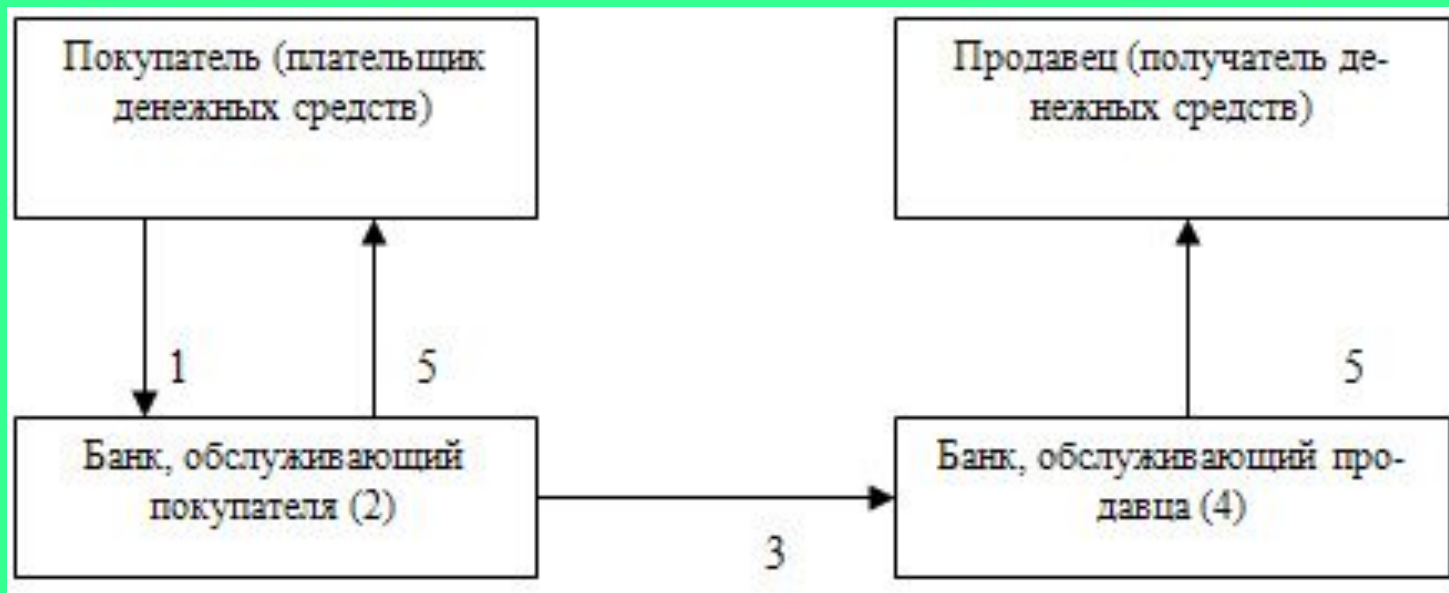 Покупатель (плательщик
денежных средств)
Продавец (получатель де-
нежных средств)
1
5
5
Банк, обслуживающий
покупателя (2)
Банк, обслуживающий про-
давца (4)
3